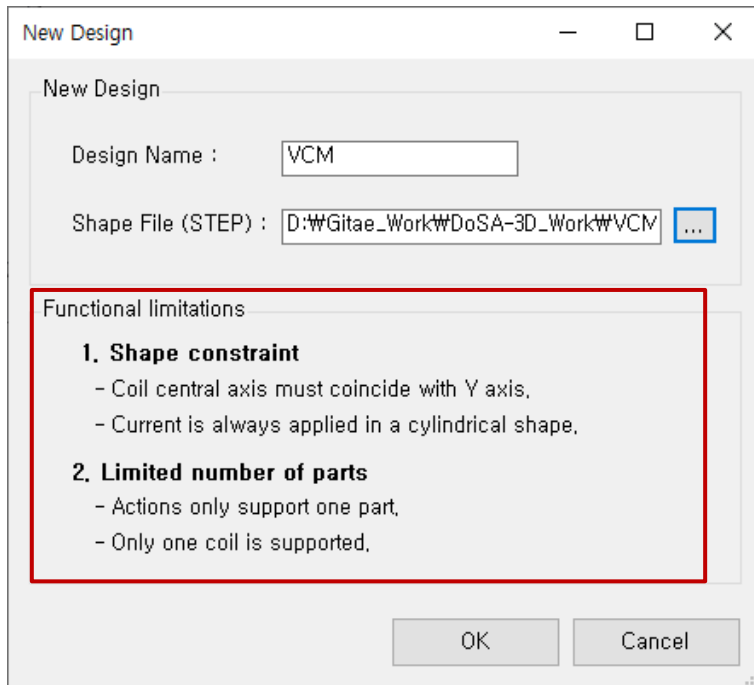 New Design
New Design
Design Name :
VCM
Shape File (STEP) :
D:₩Gitae_Work₩DoSA-3D_Work₩VCM
...
Functional limitations
1. Shape constraint
- Coil central axis must coincide with Y axis.
- Current is always applied in a cylindrical shape.
2. Limited number of parts
- Actions only support one part.
- Only one coil is supported.
OK
Cancel